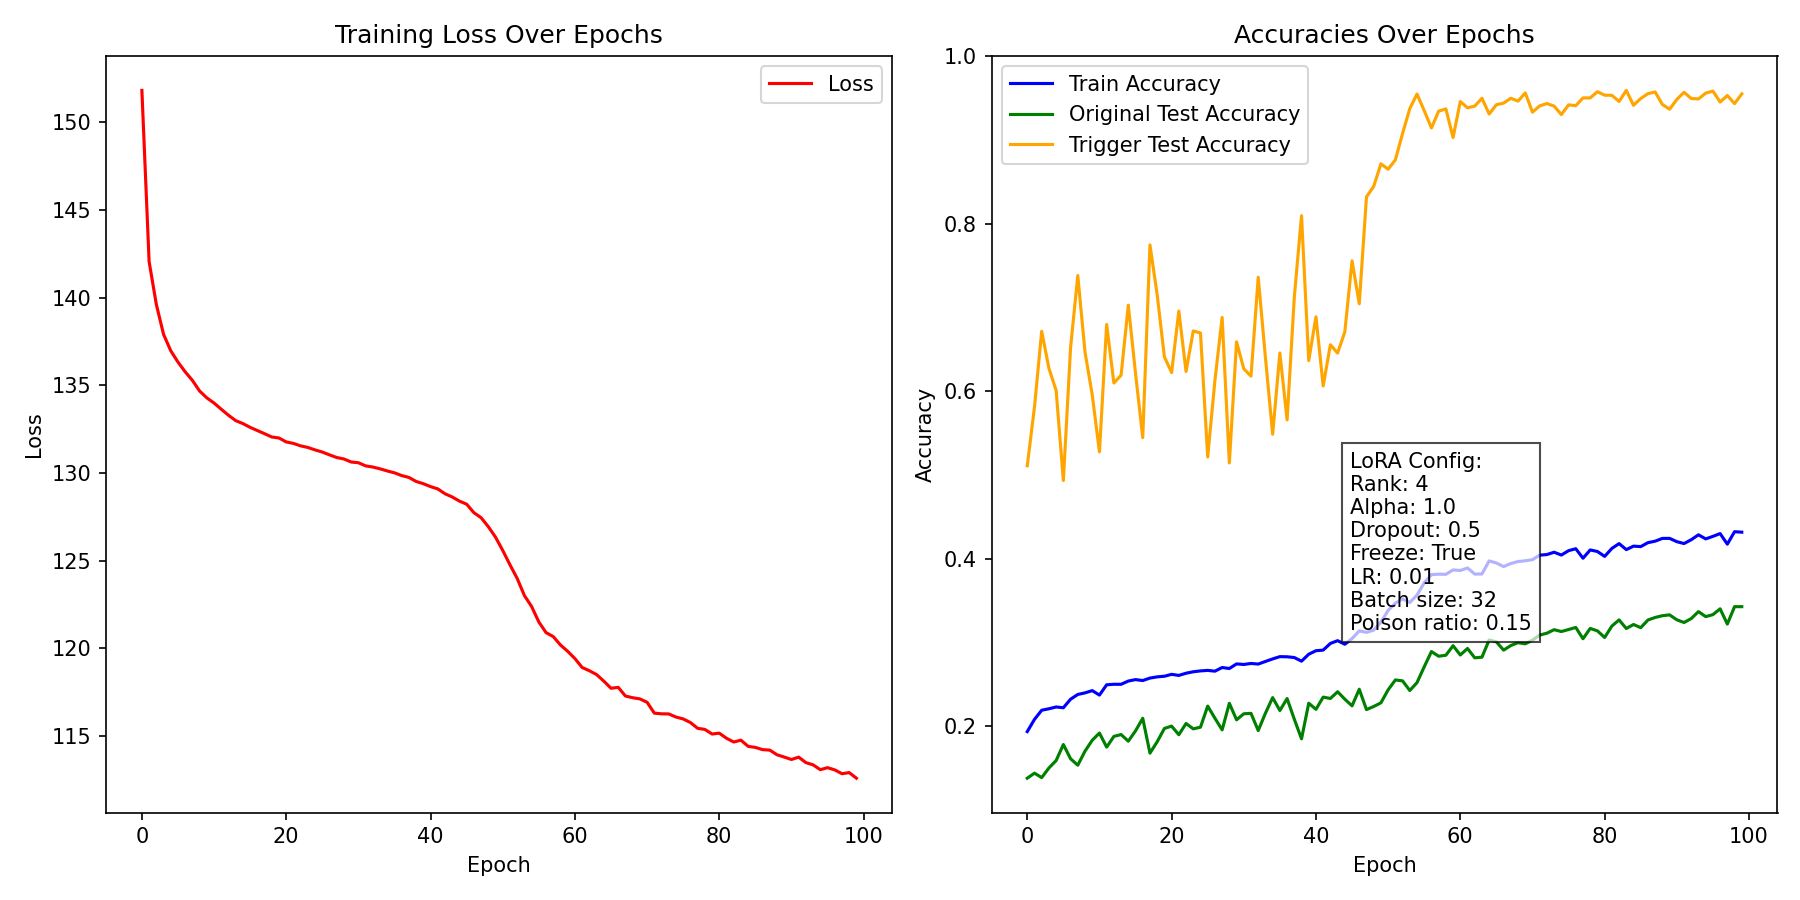 Training Loss Over Epochs
Loss
150
145
140
135
130
125
120
115
Loss
0 20 40 60 80 100
Epoch
Accuracies Over Epochs
Train Accuracy
Original Test Accuracy
Trigger Test Accuracy
1.0
0.8
0.6
0.4
0.2
Accuracy
LoRA Config:
Rank: 4
Alpha: 1.0
Dropout: 0.5
Freeze: True
LR: 0.01
Batch size: 32
Poison ratio: 0.15
0 20 40 60 80 100
Epoch